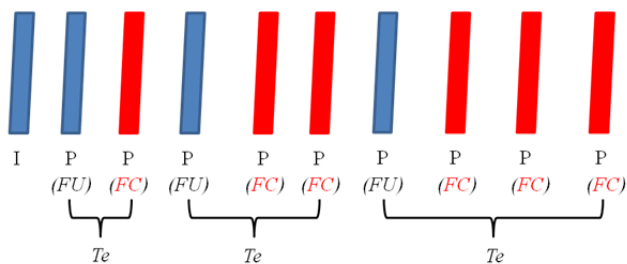 I P P P P P P P P P
(FU) (FC) (FU) (FC) (FC) (FU) (FC) (FC) (FC)
Te Te Te